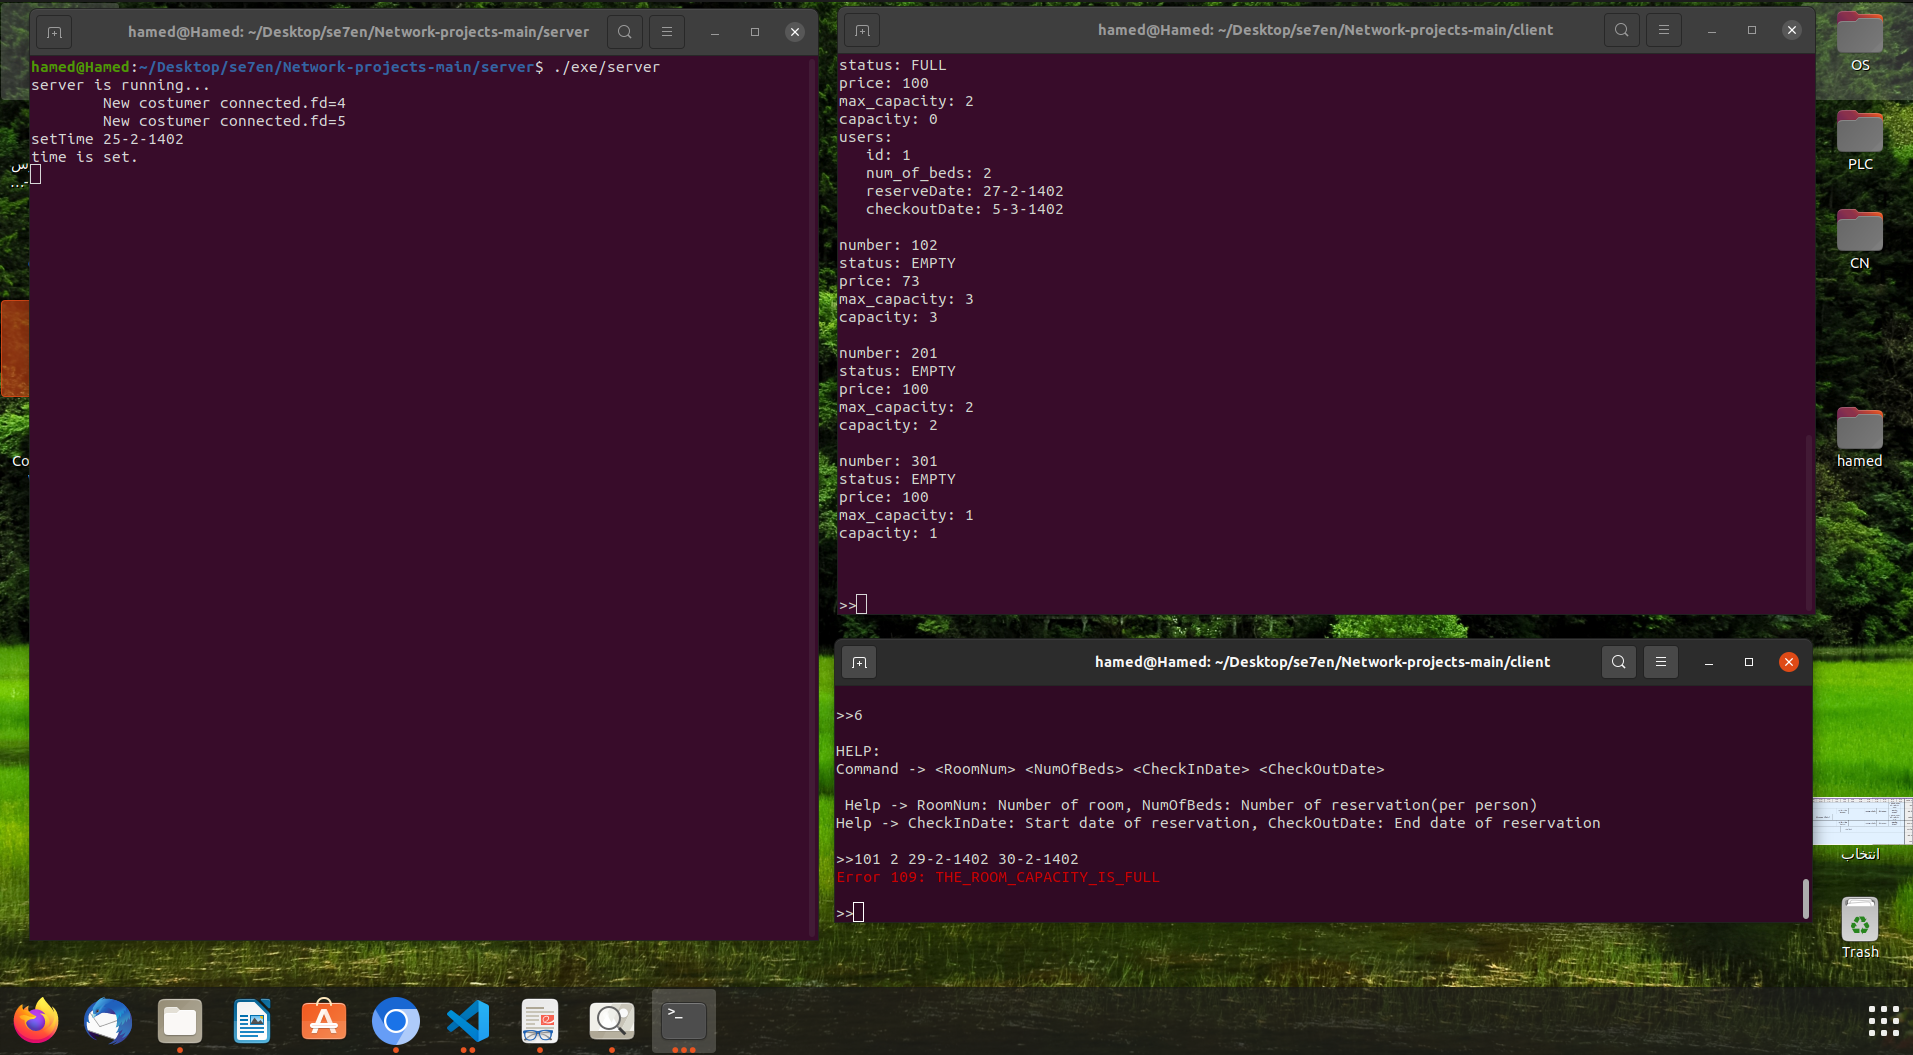 hamed@Hamed: ~/Desktop/se7en/Network-projects-main/server
hamed@Hamed:~/Desktop/se7en/Network-projects-main/server$ ./exe/server
server is running...
New costumer connected.fd=4
New costumer connected.fd=5
setTime 25-2-1402
time is set.
hamed@Hamed: ~/Desktop/se7en/Network-projects-main/client
status: FULL
price: 100
max_capacity: 2
capacity: 0
users:
id: 1
num_of_beds: 2
reserveDate: 27-2-1402
checkoutDate: 5-3-1402
number: 102
status: EMPTY
price: 73
max_capacity: 3
capacity: 3
number: 201
status: EMPTY
price: 100
max_capacity: 2
capacity: 2
number: 301
status: EMPTY
price: 100
max_capacity: 1
capacity: 1
>>
hamed@Hamed: ~/Desktop/se7en/Network-projects-main/client
>>6
HELP:
Command -> <RoomNum> <NumOfBeds> <CheckInDate> <CheckOutDate>
Help -> RoomNum: Number of room, NumOfBeds: Number of reservation(per person)
Help -> CheckInDate: Start date of reservation, CheckOutDate: End date of reservation
>>101 2 29-2-1402 30-2-1402
Error 109: THE_ROOM_CAPACITY_IS_FULL
>>
OS
PLC
CN
hamed
انتخاب
Trash
Co